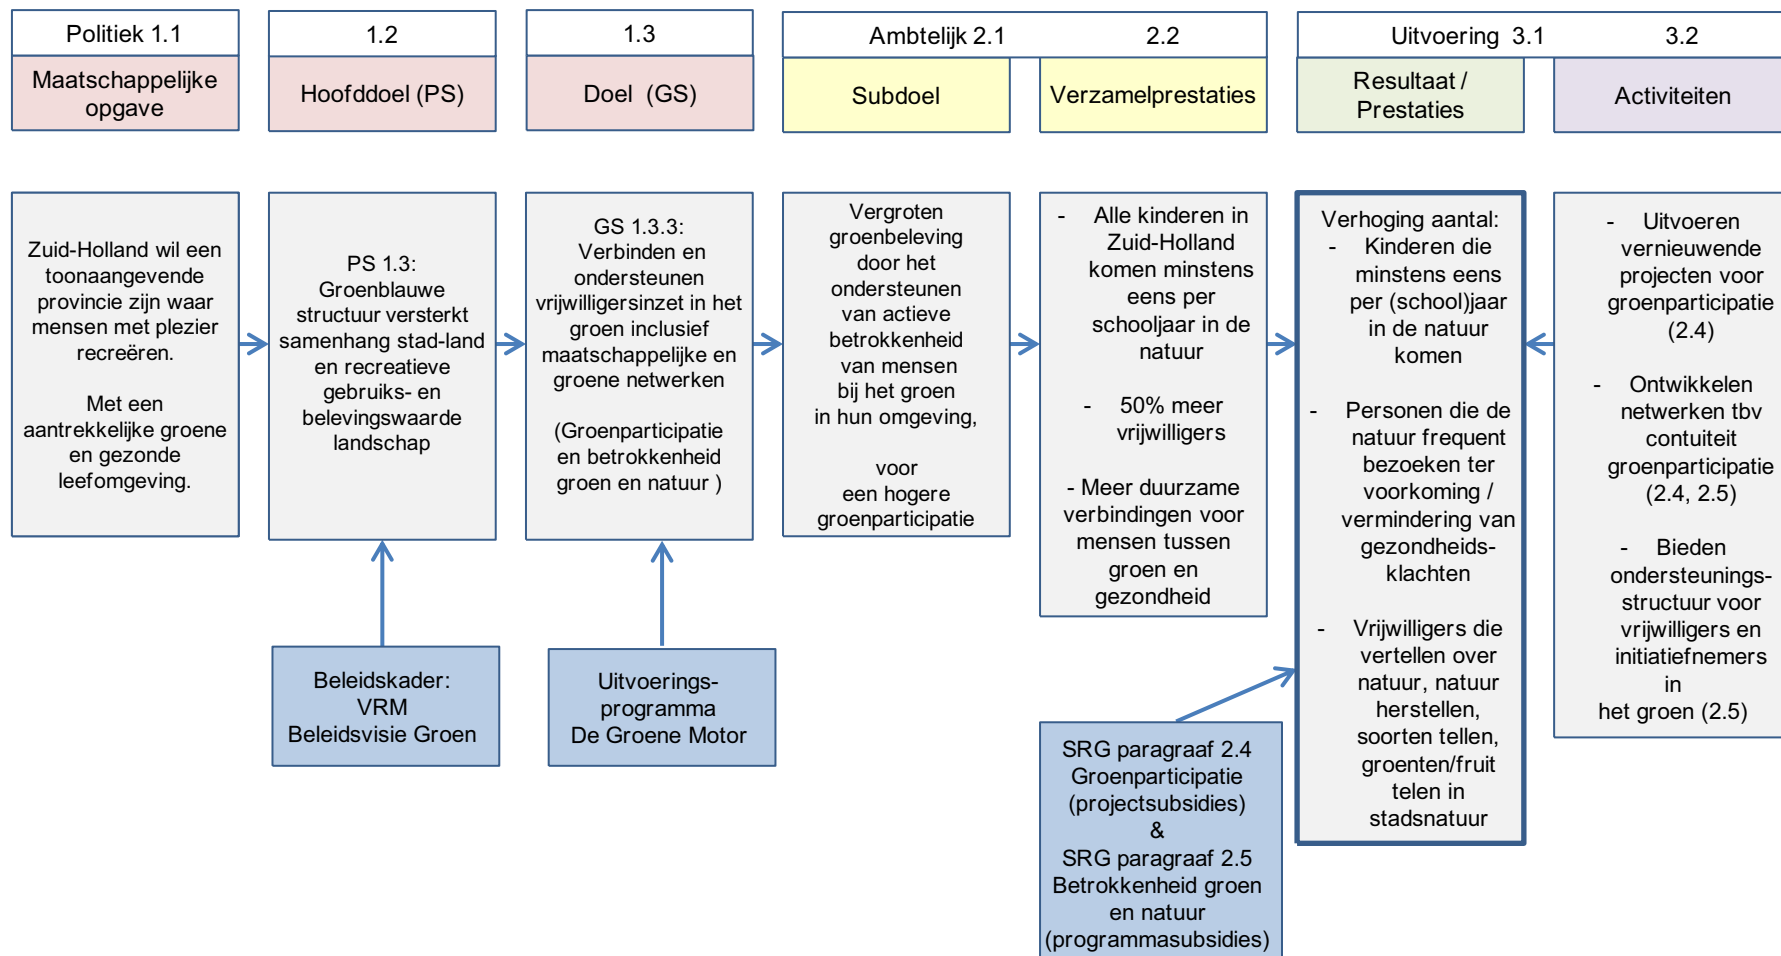 Politiek 1.1
1.2
1.3
Ambtelijk 2.1
2.2
Uitvoering 3.1
3.2
Maatschappelijke
opgave
Hoofddoel (PS)
Doel (GS)
Subdoel
Verzamelprestaties
Resultaat /
Prestaties
Activiteiten
Zuid-Holland wil een
toonaangevende
provincie zijn waar
mensen met plezier
recreëren.
Met een
aantrekkelijke groene
en gezonde
leefomgeving.
PS 1.3:
Groenblauwe
structuur versterkt
samenhang stad-land
en recreatieve
gebruiks- en
belevingswaarde
landschap
GS 1.3.3:
Verbinden en
ondersteunen
vrijwilligersinzet in het
groen inclusief
maatschappelijke en
groene netwerken
(Groenparticipatie
en betrokkenheid
groen en natuur )
Vergroten
groenbeleving
door het
ondersteunen
van actieve
betrokkenheid
van mensen
bij het groen
in hun omgeving,
voor
een hogere
groenparticipatie
- Alle kinderen in
Zuid-Holland
komen minstens
eens per
schooljaar in de
natuur
- 50% meer
vrijwilligers
- Meer duurzame
verbindingen voor
mensen tussen
groen en
gezondheid
Verhoging aantal:
- Kinderen die
minstens eens
per (school)jaar
in de natuur
komen
- Personen die de
natuur frequent
bezoeken ter
voorkoming /
vermindering van
gezondheids-
klachten
- Vrijwilligers die
vertellen over
natuur, natuur
herstellen,
soorten tellen,
groenten/fruit
telen in
stadsnatuur
- Uitvoeren
vernieuwende
projecten voor
groenparticipatie
(2.4)
- Ontwikkelen
netwerken tbv
contuiteit
groenparticipatie
(2.4, 2.5)
- Bieden
ondersteunings-
structuur voor
vrijwilligers en
initiatiefnemers
in
het groen (2.5)
Beleidskader:
VRM
Beleidsvisie Groen
Uitvoerings-
programma
De Groene Motor
SRG paragraaf 2.4
Groenparticipatie
(projectsubsidies)
&
SRG paragraaf 2.5
Betrokkenheid groen
en natuur
(programmasubsidies)